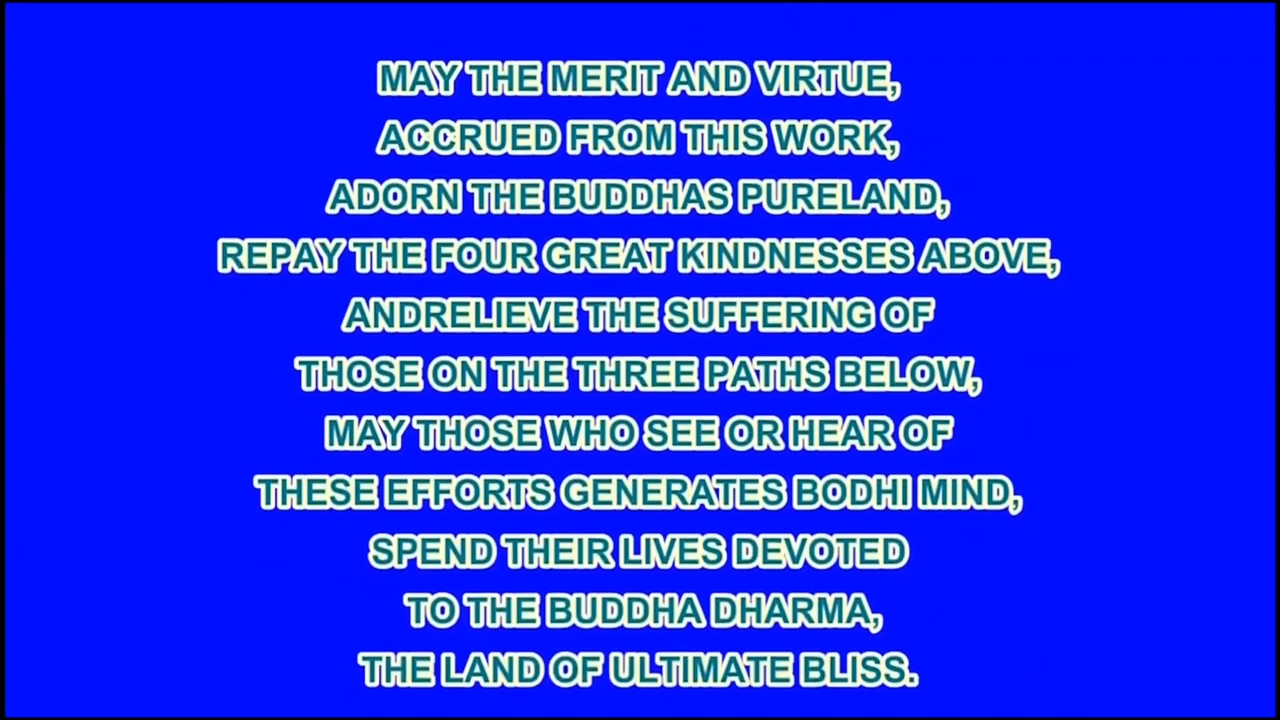 MAY THE MERIT AND VIRTUE,
ACCRUED FROM THIS WORK,
ADORN THE BUDDHAS PURELAND,
REPAY THE FOUR GREAT KINDNESSES ABOVE,
ANDRELIEVE THE SUFFERING OF
THOSE ON THE THREE PATHS BELOW,
MAY THOSE WHO SEE OR HEAR OF
THESE EFFORTS GENERATES BODHI MIND,
SPEND THEIR LIVES DEVOTED
TO THE BUDDHA DHARMA,
THE LAND OF ULTIMATE BLISS.